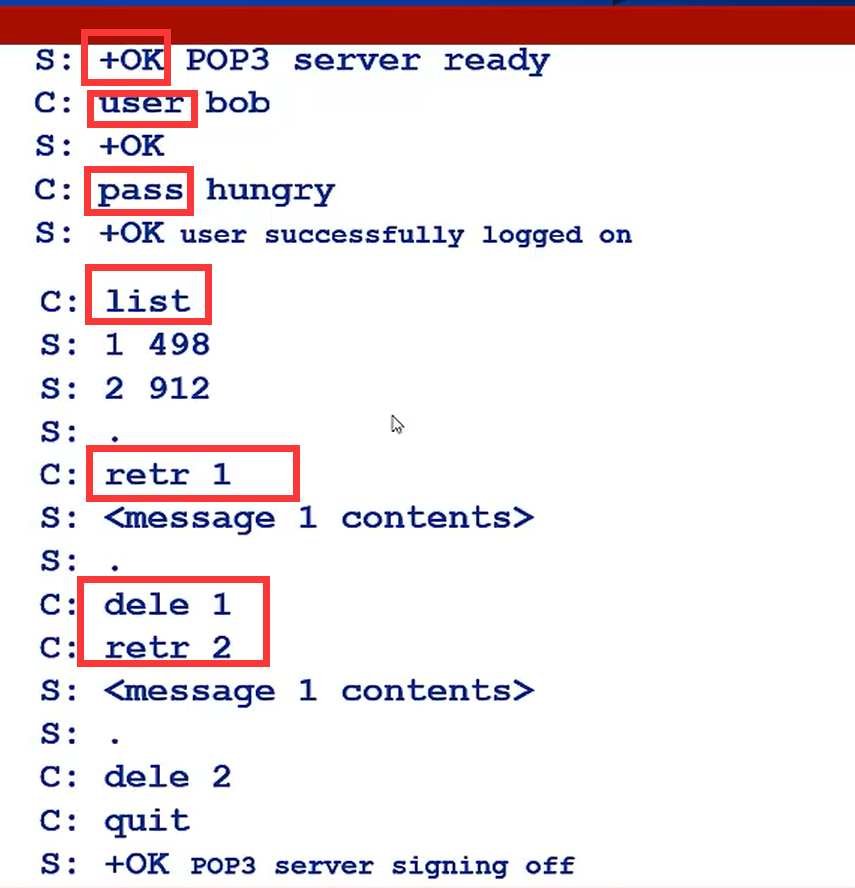 S: +OK POP3 server ready
C: user bob
S: +OK
C: pass hungry
S: +OK user successfully logged on
C: list
S: 1 498
S: 2 912
S: .
C: retr 1
S: <message 1 contents>
S: .
C: dele 1
C: retr 2
S: <message 1 contents>
S: .
C: dele 2
C: quit
S: +OK POP3 server signing off